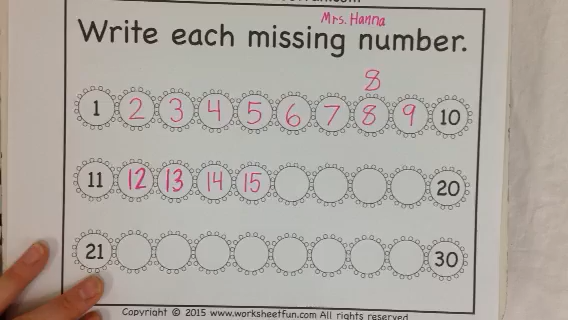 Mrs. Hanna
Write each missing number.
8
1 2 3 4 5 6 7 8 9 10
11 12 13 14 15 20
21 30
Copyright © 2015 www.worksheetfun.com All rights reserved